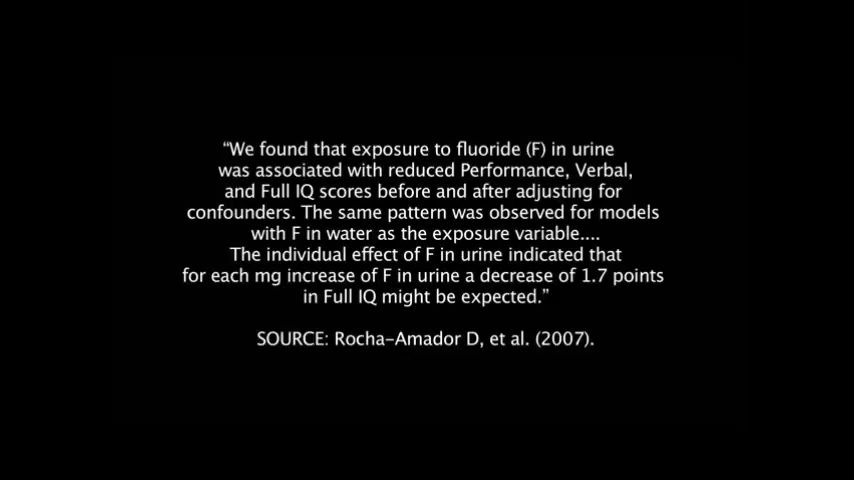 “We found that exposure to fluoride (F) in urine
was associated with reduced Performance, Verbal,
and Full IQ scores before and after adjusting for
confounders. The same pattern was observed for models
with F in water as the exposure variable....
The individual effect of F in urine indicated that
for each mg increase of F in urine a decrease of 1.7 points
in Full IQ might be expected.”
SOURCE: Rocha-Amador D, et al. (2007).